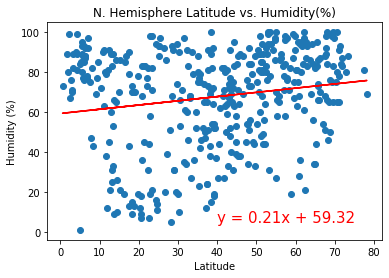 N. Hemisphere Latitude vs. Humidity(%)
100
80
60
40
20
0
Humidity (%)
y = 0.21x + 59.32
0 10 20 30 40 50 60 70 80
Latitude